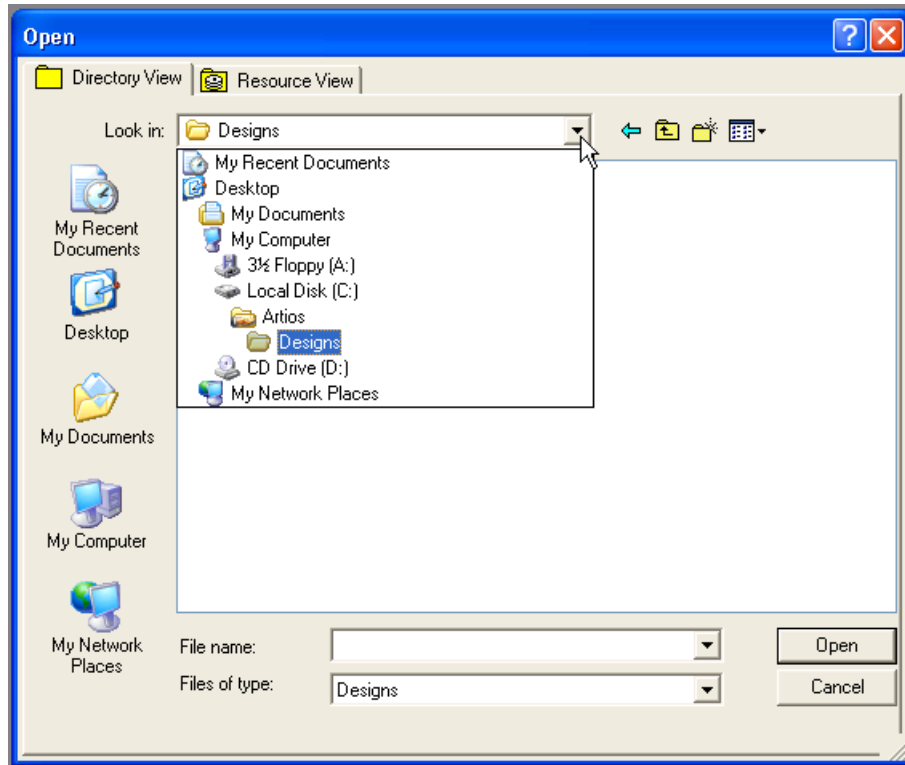 Open
Directory View
Resource View
Look in:
Designs
My Recent Documents
Desktop
My Documents
My Computer
3½ Floppy (A:)
Local Disk (C:)
Artios
Designs
CD Drive (D:)
My Network Places
My Recent
Documents
Desktop
My Documents
My Computer
My Network
Places
File name:
Open
Files of type:
Designs
Cancel